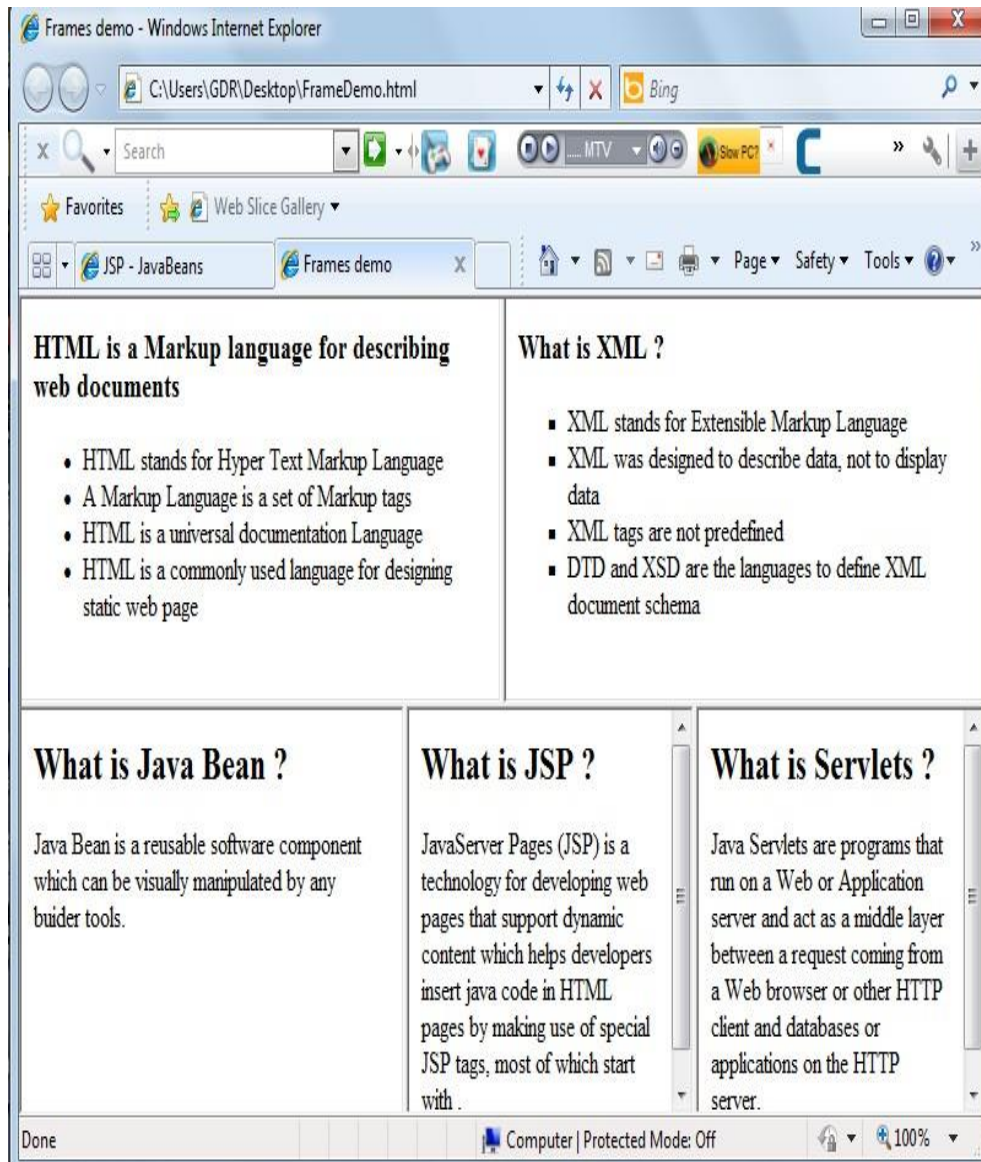 Frames demo - Windows Internet Explorer
C:\Users\GDR\Desktop\FrameDemo.html
Bing
Search
..... MTV
Slow PC?
Favorites
Web Slice Gallery
JSP - JavaBeans
Frames demo
Page
Safety
Tools
HTML is a Markup language for describing
web documents
• HTML stands for Hyper Text Markup Language
• A Markup Language is a set of Markup tags
• HTML is a universal documentation Language
• HTML is a commonly used language for designing
static web page
What is XML ?
▪ XML stands for Extensible Markup Language
▪ XML was designed to describe data, not to display
data
▪ XML tags are not predefined
▪ DTD and XSD are the languages to define XML
document schema
What is Java Bean ?
Java Bean is a reusable software component
which can be visually manipulated by any
buider tools.
What is JSP ?
JavaServer Pages (JSP) is a
technology for developing web
pages that support dynamic
content which helps developers
insert java code in HTML
pages by making use of special
JSP tags, most of which start
with .
What is Servlets ?
Java Servlets are programs that
run on a Web or Application
server and act as a middle layer
between a request coming from
a Web browser or other HTTP
client and databases or
applications on the HTTP
server.
Done
Computer | Protected Mode: Off
100%